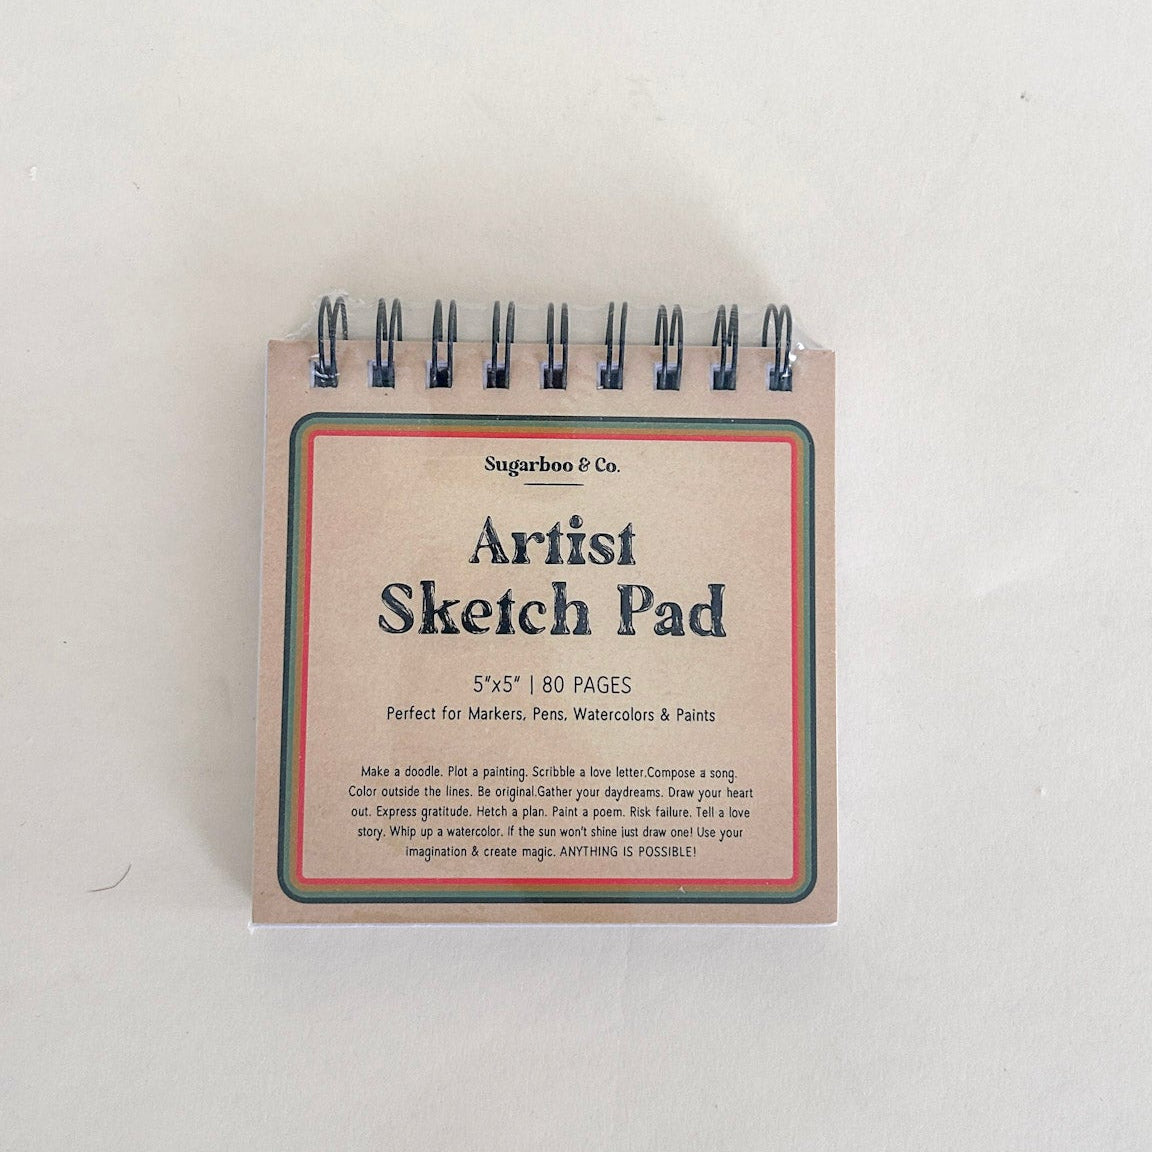 Sugarboo & Co.
Artist
Sketch Pad
5"x5" | 80 PAGES
Perfect for Markers, Pens, Watercolors & Paints
Make a doodle. Plot a painting. Scribble a love letter.Compose a song.
Color outside the lines. Be original.Gather your daydreams. Draw your heart
out. Express gratitude. Hetch a plan. Paint a poem. Risk failure. Tell a love
story. Whip up a watercolor. If the sun won't shine just draw one! Use your
imagination & create magic. ANYTHING IS POSSIBLE!